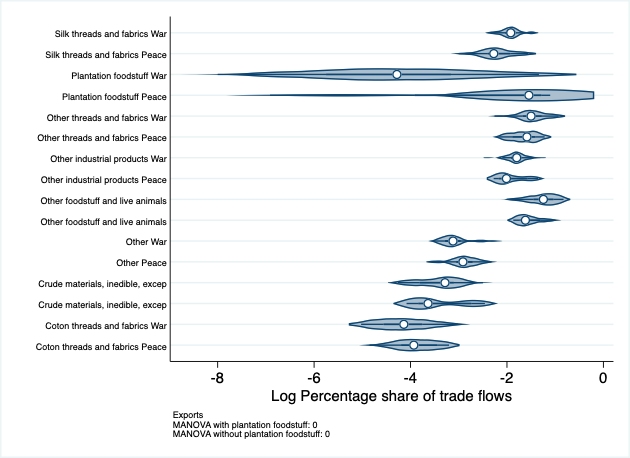 Silk threads and fabrics War
Silk threads and fabrics Peace
Plantation foodstuff War
Plantation foodstuff Peace
Other threads and fabrics War
Other threads and fabrics Peace
Other industrial products War
Other industrial products Peace
Other foodstuff and live animals
Other foodstuff and live animals
Other War
Other Peace
Crude materials, inedible, excep
Crude materials, inedible, excep
Coton threads and fabrics War
Coton threads and fabrics Peace
-8 -6 -4 -2 0
Log Percentage share of trade flows
Exports
MANOVA with plantation foodstuff: 0
MANOVA without plantation foodstuff: 0